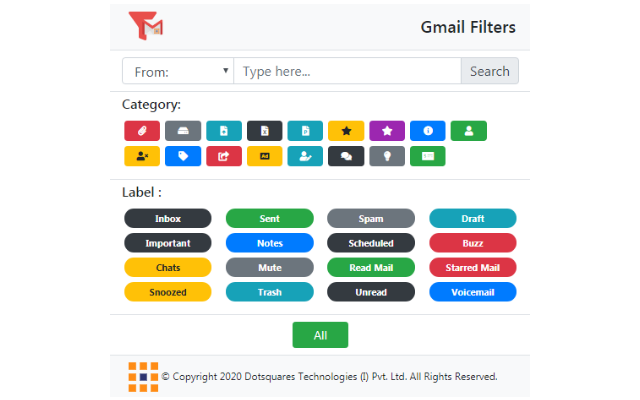 Gmail Filters
From: Type here... Search
Category:
Label :
Inbox Sent Spam Draft
Important Notes Scheduled Buzz
Chats Mute Read Mail Starred Mail
Snoozed Trash Unread Voicemail
All
© Copyright 2020 Dotsquares Technologies (I) Pvt. Ltd. All Rights Reserved.